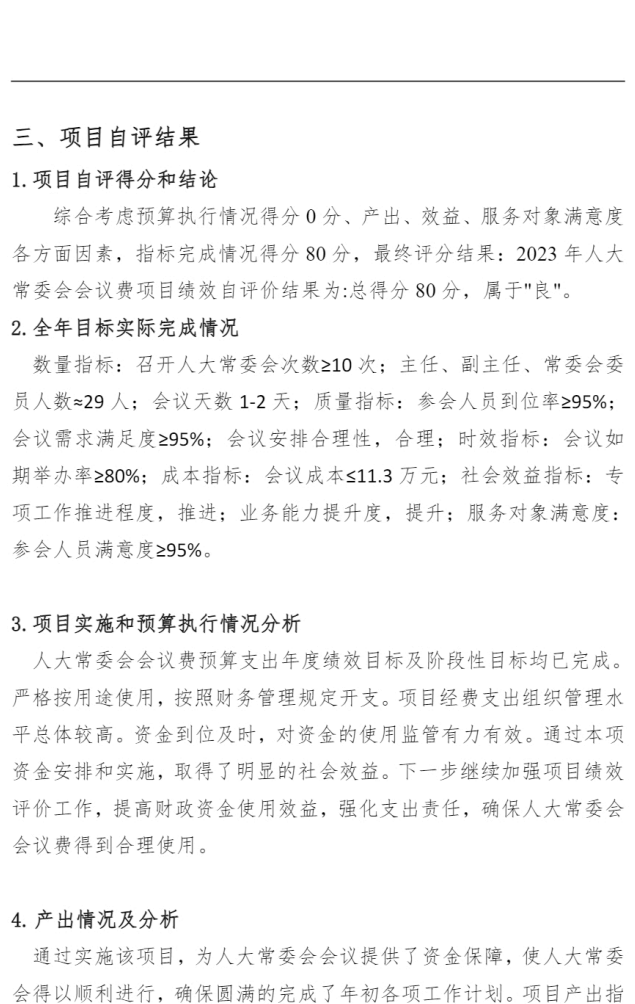 三、项目自评结果
1.项目自评得分和结论
综合考虑预算执行情况得分 0 分、产出、效益、服务对象满意度
各方面因素，指标完成情况得分 80 分，最终评分结果：2023 年人大
常委会会议费项目绩效自评价结果为:总得分 80 分，属于"良"。
2.全年目标实际完成情况
数量指标：召开人大常委会次数≥10 次；主任、副主任、常委会委
员人数≈29 人；会议天数 1-2 天；质量指标：参会人员到位率≥95%；
会议需求满足度≥95%；会议安排合理性，合理；时效指标：会议如
期举办率≥80%；成本指标：会议成本≤11.3 万元；社会效益指标：专
项工作推进程度，推进；业务能力提升度，提升；服务对象满意度：
参会人员满意度≥95%。
3.项目实施和预算执行情况分析
人大常委会会议费预算支出年度绩效目标及阶段性目标均已完成。
严格按用途使用，按照财务管理规定开支。项目经费支出组织管理水
平总体较高。资金到位及时，对资金的使用监管有力有效。通过本项
资金安排和实施，取得了明显的社会效益。下一步继续加强项目绩效
评价工作，提高财政资金使用效益，强化支出责任，确保人大常委会
会议费得到合理使用。
4. 产出情况及分析
通过实施该项目，为人大常委会会议提供了资金保障，使人大常委
会得以顺利进行，确保圆满的完成了年初各项工作计划。项目产出指